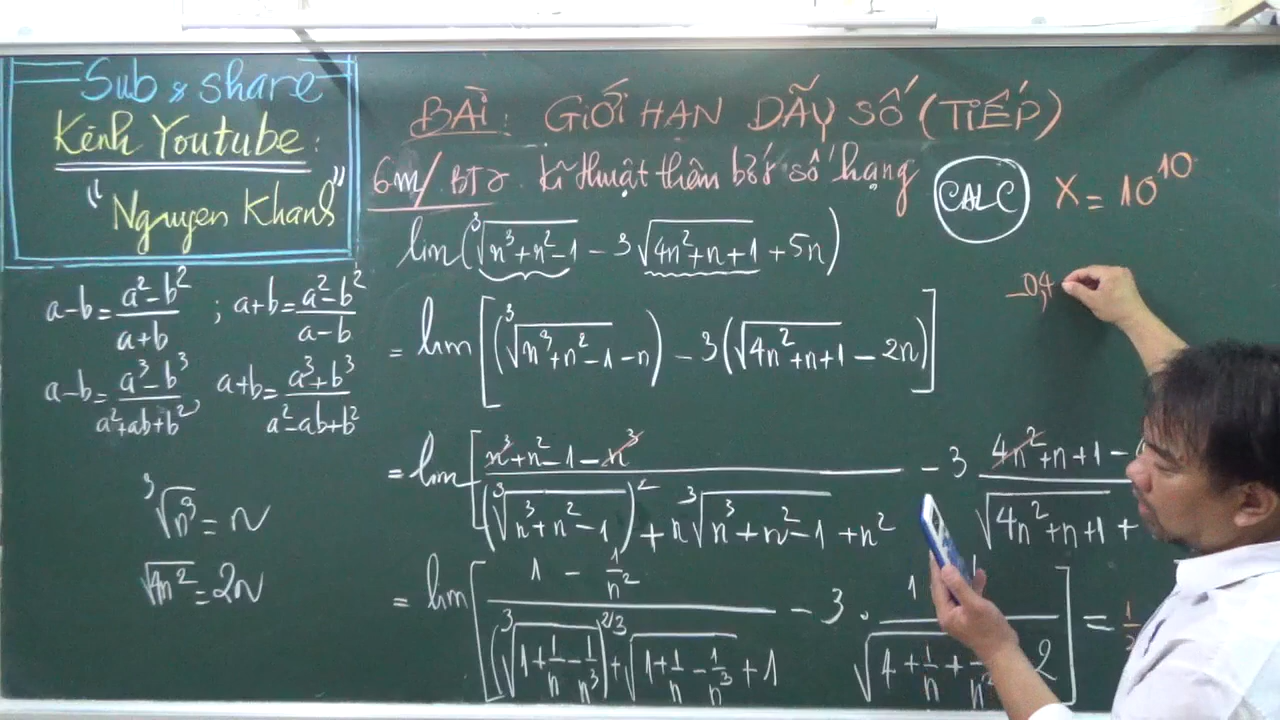 Sub & share
Kênh Youtube:
"Nguyen Khanh"
BÀI: GIỚI HẠN DÃY SỐ (TIẾP)
6m/ BT2. Kĩ thuật thêm bớt số hạng
CALC X = 10^10
lim(∛(n³+n²-1) - 3√(4n²+n+1) + 5n)
-0,4
= lim[(∛(n³+n²-1) - n) - 3(√(4n²+n+1) - 2n)]
= lim[(n³+n²-1-n³)/((∛(n³+n²-1))² + n∛(n³+n²-1) + n²) - 3 (4n²+n+1-)/(√(4n²+n+1) +
= lim[(1 - 1/n²)/((∛(1+1/n-1/n³))^2/3 + ∛(1+1/n-1/n³) + 1) - 3. (1 )/(√(4+1/n+ 2)] =
a-b = (a²-b²)/(a+b) ; a+b = (a²-b²)/(a-b)
a-b = (a³-b³)/(a²+ab+b²), a+b = (a³+b³)/(a²-ab+b²)
∛n³ = n
√4n² = 2n